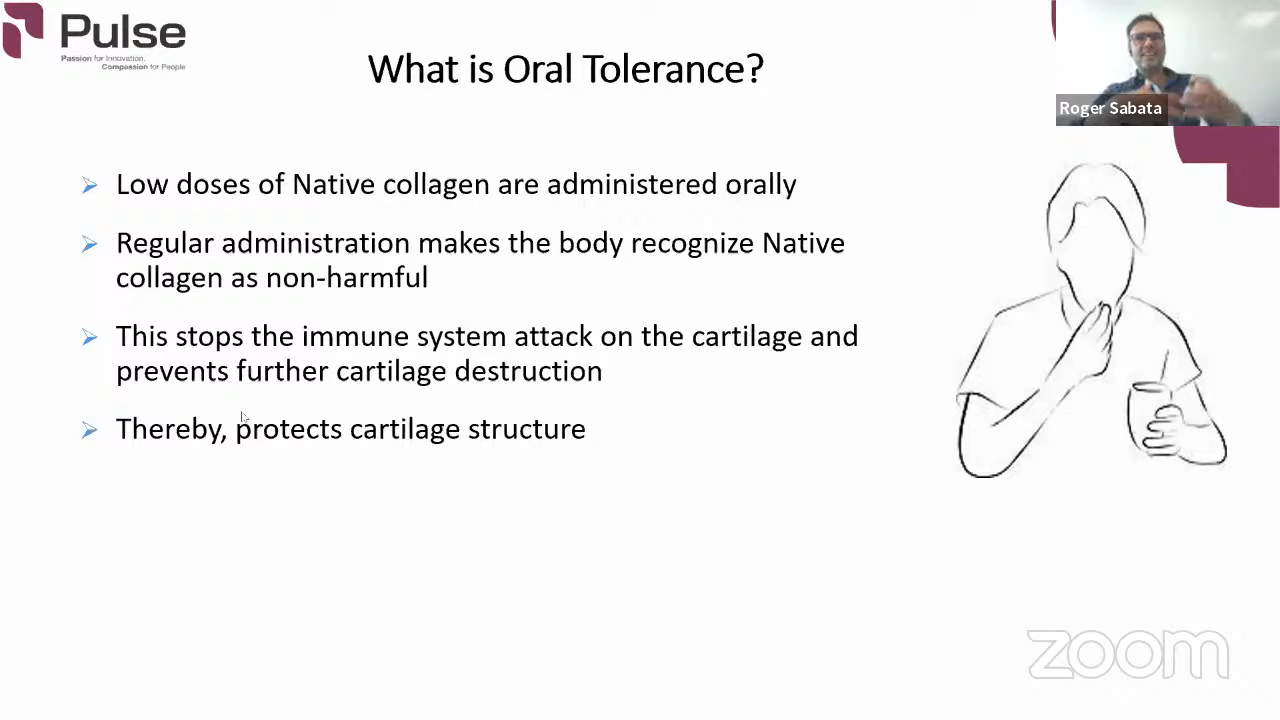 Pulse
Passion for Innovation.
Compassion for People
What is Oral Tolerance?
Roger Sabata
Low doses of Native collagen are administered orally
Regular administration makes the body recognize Native
collagen as non-harmful
This stops the immune system attack on the cartilage and
prevents further cartilage destruction
Thereby, protects cartilage structure
zoom